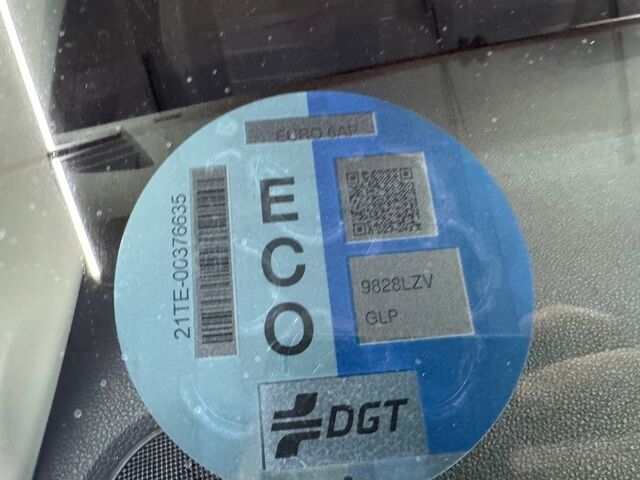 EURO 6AP
21TE-00376635
ECO
9828LZV
GLP
DGT